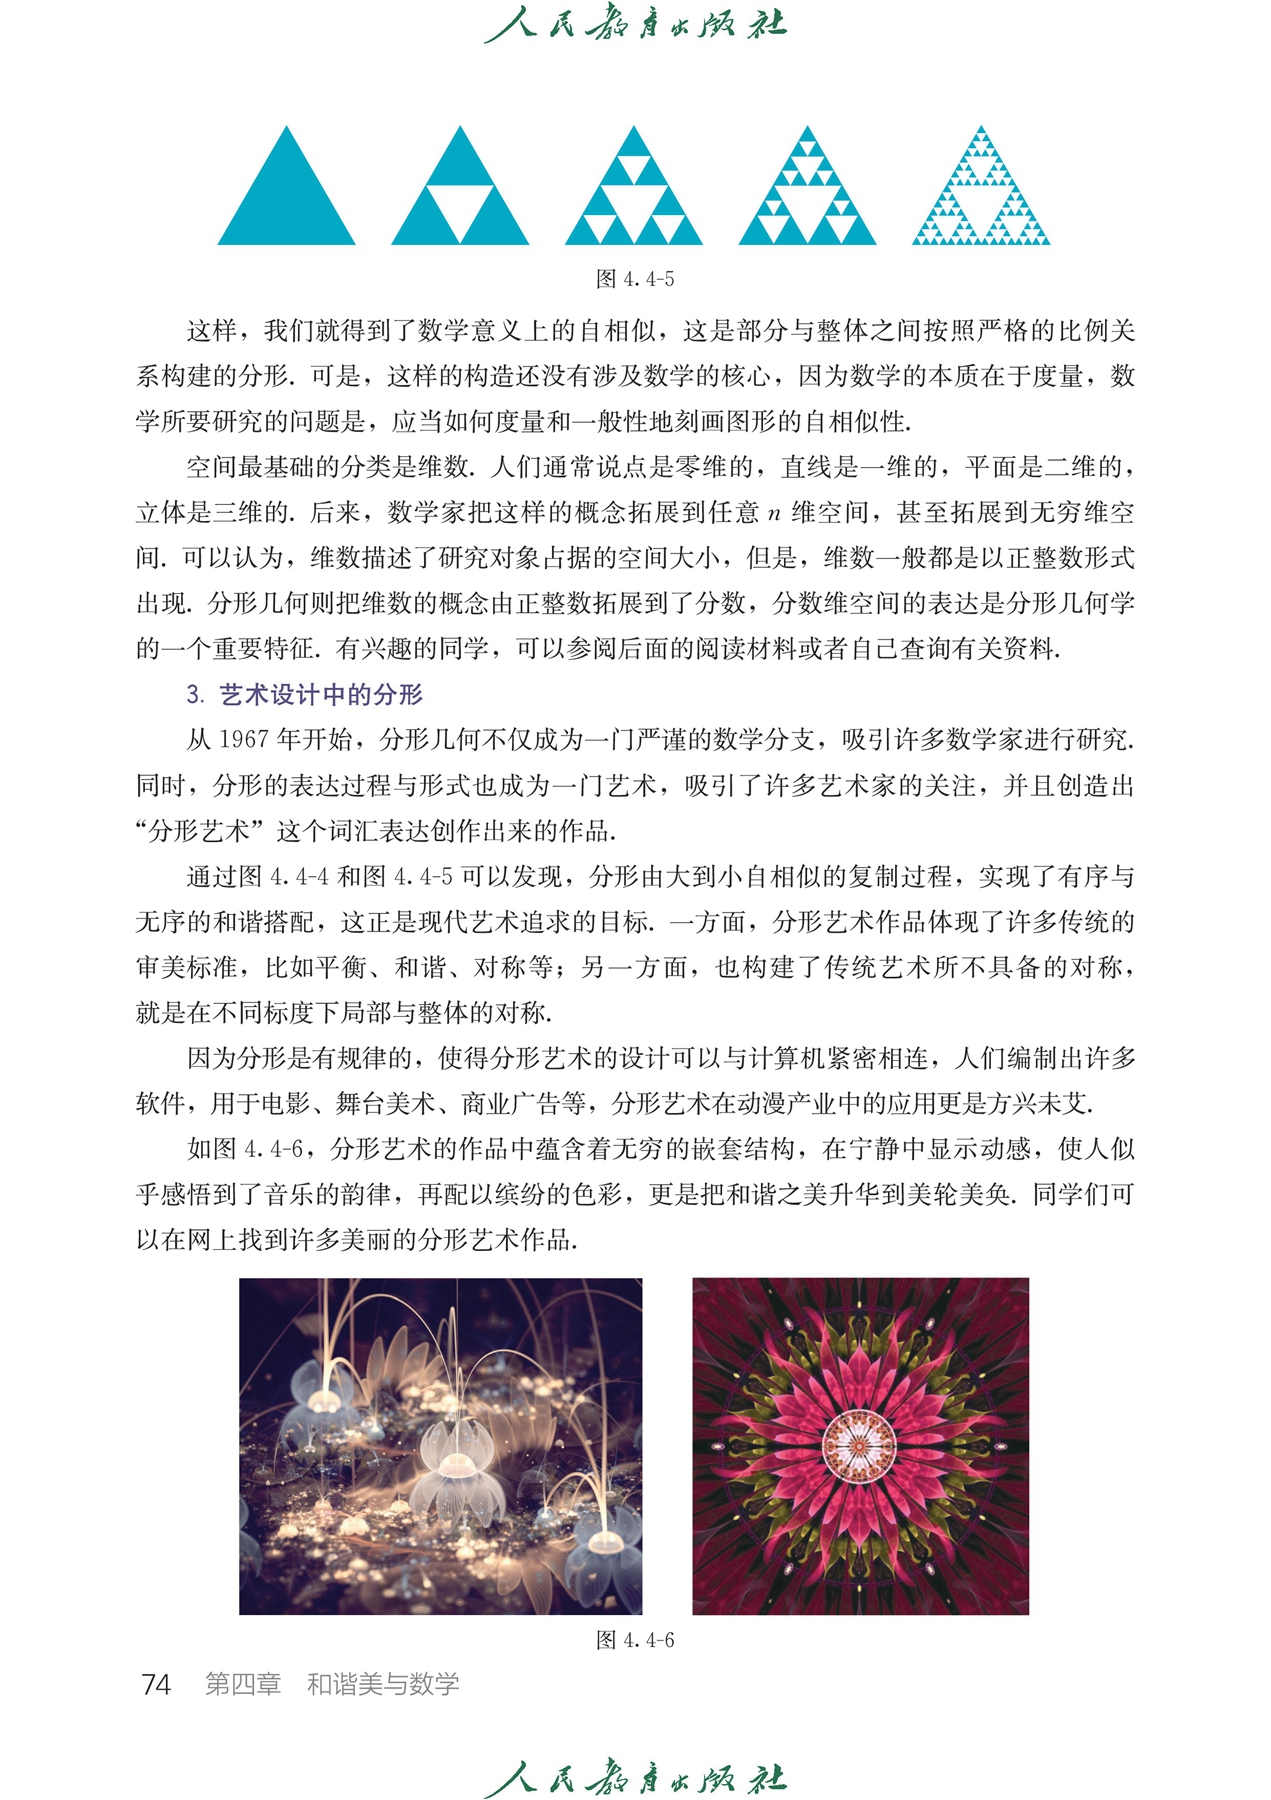 人民教育出版社
图 4.4-5
这样，我们就得到了数学意义上的自相似，这是部分与整体之间按照严格的比例关
系构建的分形．可是，这样的构造还没有涉及数学的核心，因为数学的本质在于度量，数
学所要研究的问题是，应当如何度量和一般性地刻画图形的自相似性．
空间最基础的分类是维数．人们通常说点是零维的，直线是一维的，平面是二维的，
立体是三维的．后来，数学家把这样的概念拓展到任意 n 维空间，甚至拓展到无穷维空
间．可以认为，维数描述了研究对象占据的空间大小，但是，维数一般都是以正整数形式
出现．分形几何则把维数的概念由正整数拓展到了分数，分数维空间的表达是分形几何学
的一个重要特征．有兴趣的同学，可以参阅后面的阅读材料或者自己查询有关资料．
3. 艺术设计中的分形
从 1967 年开始，分形几何不仅成为一门严谨的数学分支，吸引许多数学家进行研究．
同时，分形的表达过程与形式也成为一门艺术，吸引了许多艺术家的关注，并且创造出
“分形艺术”这个词汇表达创作出来的作品．
通过图 4.4-4 和图 4.4-5 可以发现，分形由大到小自相似的复制过程，实现了有序与
无序的和谐搭配，这正是现代艺术追求的目标．一方面，分形艺术作品体现了许多传统的
审美标准，比如平衡、和谐、对称等；另一方面，也构建了传统艺术所不具备的对称，
就是在不同标度下局部与整体的对称．
因为分形是有规律的，使得分形艺术的设计可以与计算机紧密相连，人们编制出许多
软件，用于电影、舞台美术、商业广告等，分形艺术在动漫产业中的应用更是方兴未艾．
如图 4.4-6，分形艺术的作品中蕴含着无穷的嵌套结构，在宁静中显示动感，使人似
乎感悟到了音乐的韵律，再配以缤纷的色彩，更是把和谐之美升华到美轮美奂．同学们可
以在网上找到许多美丽的分形艺术作品．
图 4.4-6
74 第四章 和谐美与数学
人民教育出版社